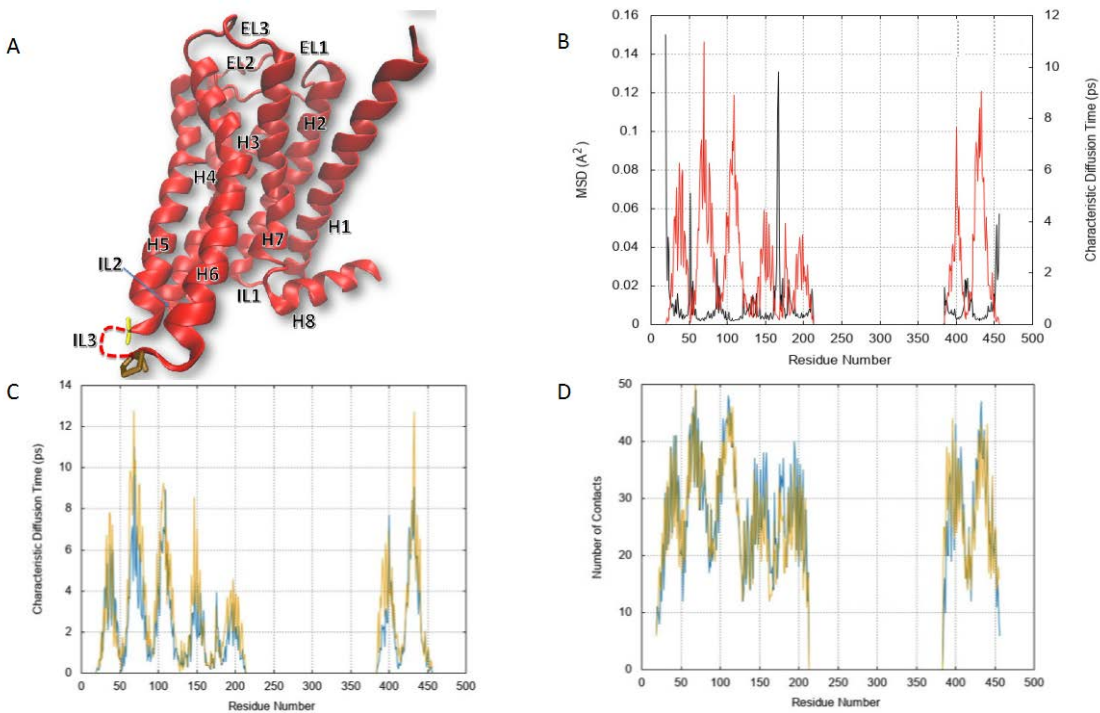 A
EL3
EL1
EL2
H2
H3
H4
H5
H7
H1
IL2
H6
IL1
H8
IL3
B
0.16
0.14
0.12
0.1
0.08
0.06
0.04
0.02
0
MSD (A²)
12
10
8
6
4
2
0
Characteristic Diffusion Time (ps)
0 50 100 150 200 250 300 350 400 450 500
Residue Number
C
14
12
10
8
6
4
2
0
Characteristic Diffusion Time (ps)
0 50 100 150 200 250 300 350 400 450 500
Residue Number
D
50
40
30
20
10
0
Number of Contacts
0 50 100 150 200 250 300 350 400 450 500
Residue Number